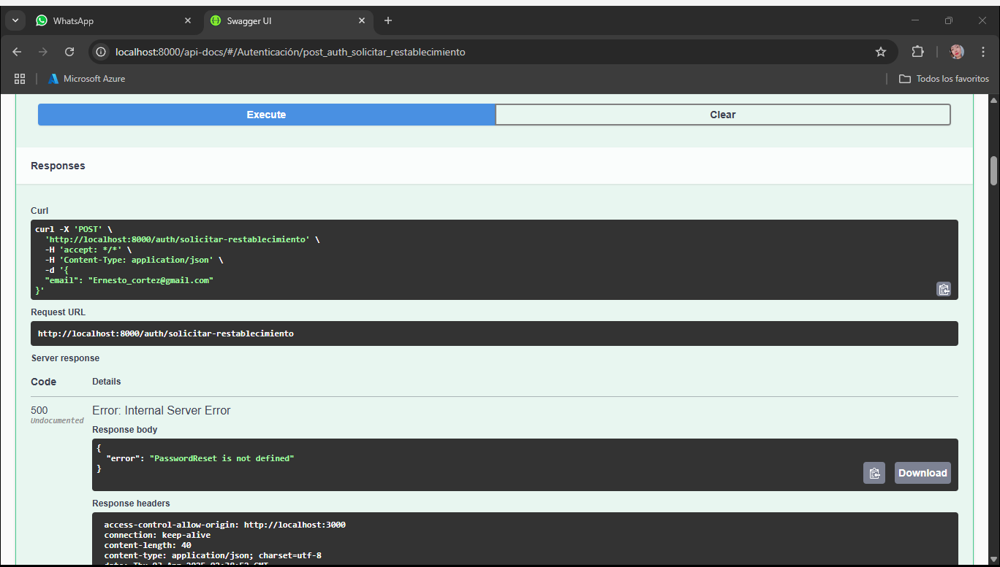 WhatsApp
Swagger UI
localhost:8000/api-docs/#/Autenticación/post_auth_solicitar_restablecimiento
Microsoft Azure
Todos los favoritos
Execute
Clear
Responses
Curl
curl -X 'POST' \
'http://localhost:8000/auth/solicitar-restablecimiento' \
-H 'accept: */*' \
-H 'Content-Type: application/json' \
-d '{
"email": "Ernesto_cortez@gmail.com"
}'
Request URL
http://localhost:8000/auth/solicitar-restablecimiento
Server response
Code
Details
500
Undocumented
Error: Internal Server Error
Response body
{
"error": "PasswordReset is not defined"
}
Download
Response headers
access-control-allow-origin: http://localhost:3000
connection: keep-alive
content-length: 40
content-type: application/json; charset=utf-8